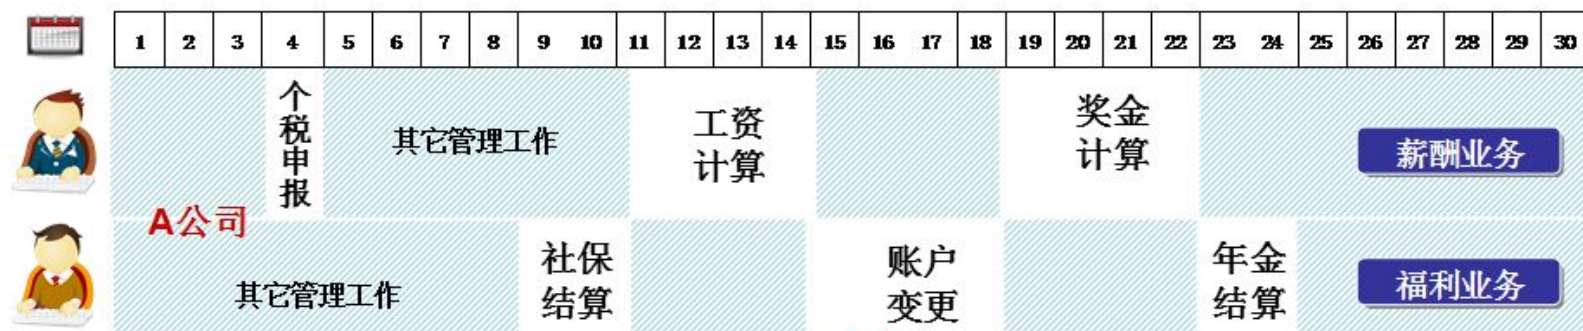 1 2 3 4 5 6 7 8 9 10 11 12 13 14 15 16 17 18 19 20 21 22 23 24 25 26 27 28 29 30
个税申报
其它管理工作
工资
计算
奖金
计算
薪酬业务
A公司
其它管理工作
社保
结算
账户
变更
年金
结算
福利业务